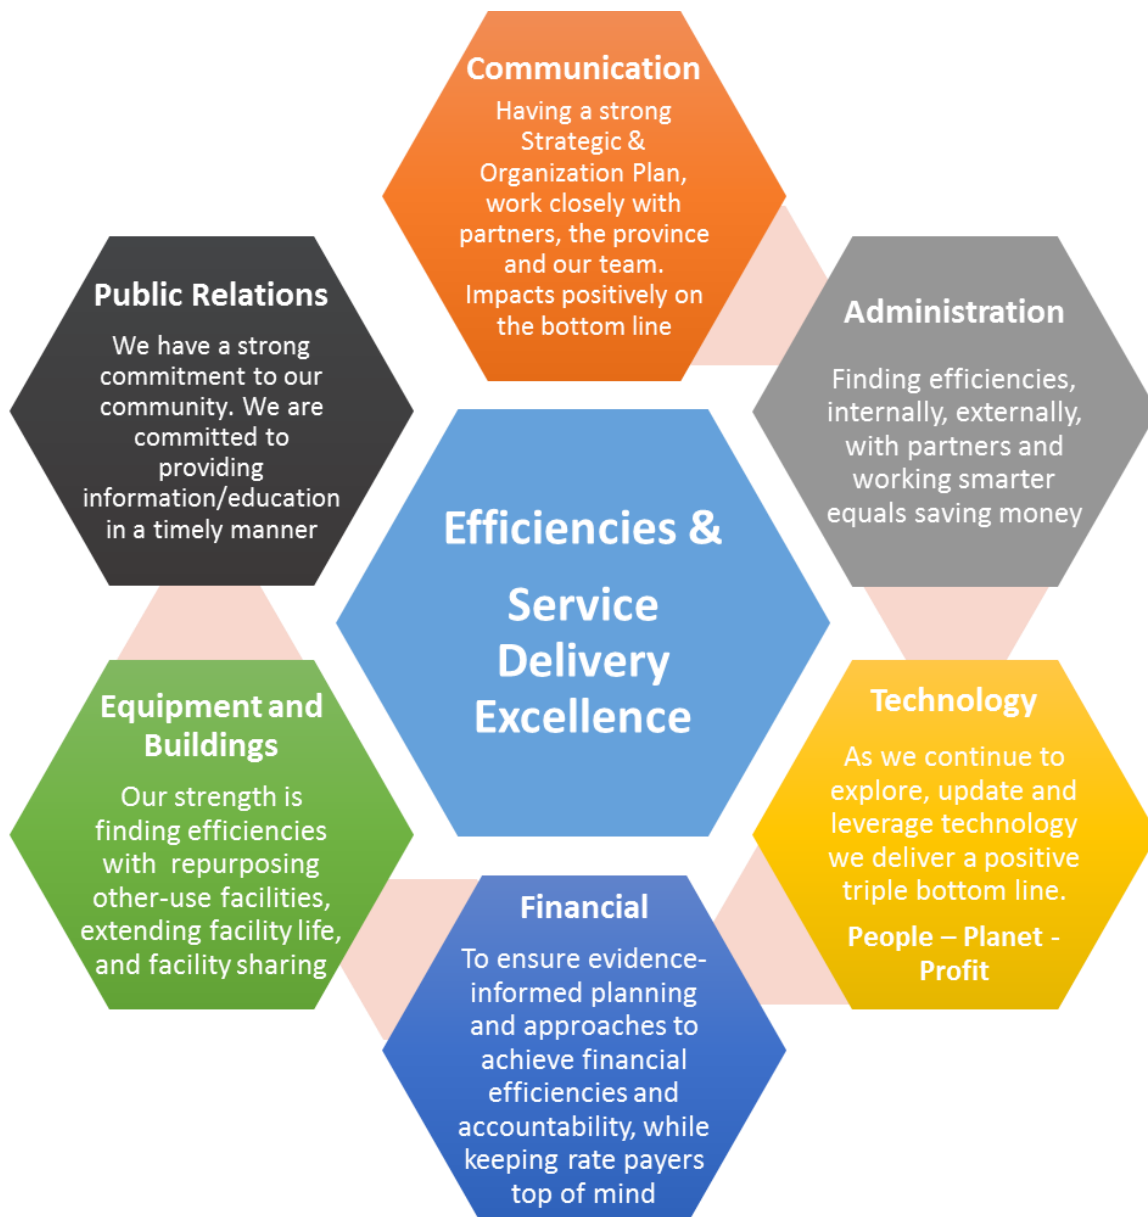 Communication
Having a strong
Strategic &
Organization Plan,
work closely with
partners, the province
and our team.
Impacts positively on
the bottom line
Public Relations
We have a strong
commitment to our
community. We are
committed to
providing
information/education
in a timely manner
Administration
Finding efficiencies,
internally, externally,
with partners and
working smarter
equals saving money
Efficiencies &
Service
Delivery
Excellence
Equipment and
Buildings
Our strength is
finding efficiencies
with repurposing
other-use facilities,
extending facility life,
and facility sharing
Technology
As we continue to
explore, update and
leverage technology
we deliver a positive
triple bottom line.
People – Planet -
Profit
Financial
To ensure evidence-
informed planning
and approaches to
achieve financial
efficiencies and
accountability, while
keeping rate payers
top of mind